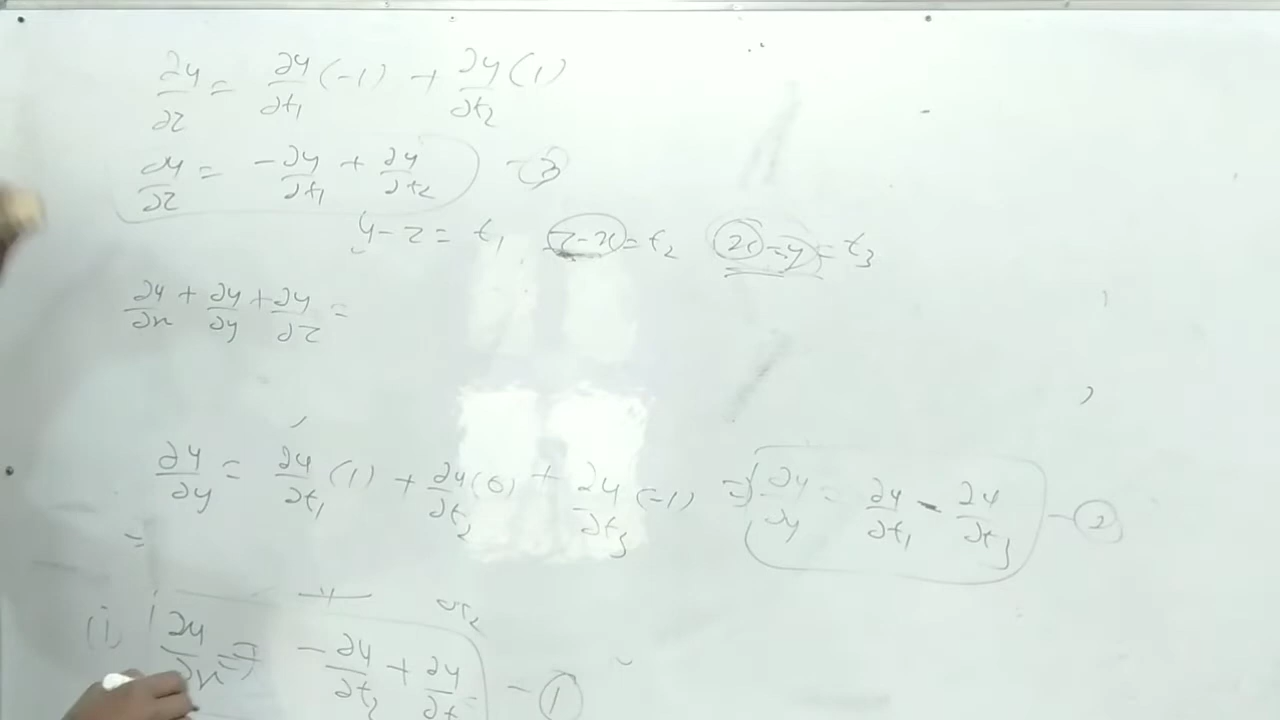 ∂u/∂z = ∂u/∂t₁ (-1) + ∂u/∂t₂ (1)
∂u/∂z = -∂u/∂t₁ + ∂u/∂t₂ - 3
y - z = t₁ z - x = t₂ x - y = t₃
∂u/∂x + ∂u/∂y + ∂u/∂z =
∂u/∂y = ∂u/∂t₁ (1) + ∂u/∂t₂ (0) + ∂u/∂t₃ (-1) ⇒ ∂u/∂y = ∂u/∂t₁ - ∂u/∂t₃ - 2
=
(i) ∂u/∂x ⇒ -∂u/∂t₂ + ∂u/∂t - 1